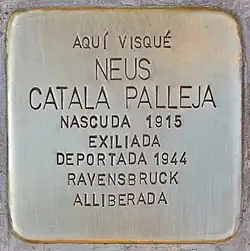 AQUÍ VISQUÉ
NEUS
CATALA PALLEJA
NASCUDA 1915
EXILIADA
DEPORTADA 1944
RAVENSBRUCK
ALLIBERADA